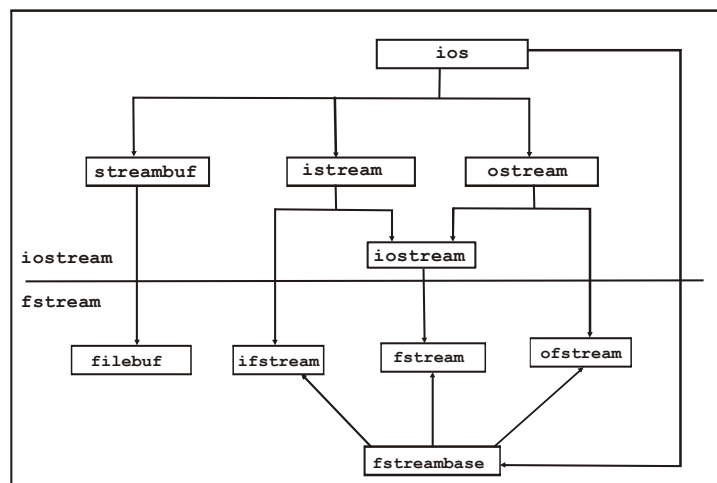 ios
streambuf
istream
ostream
iostream
iostream
fstream
filebuf
ifstream
fstream
ofstream
fstreambase